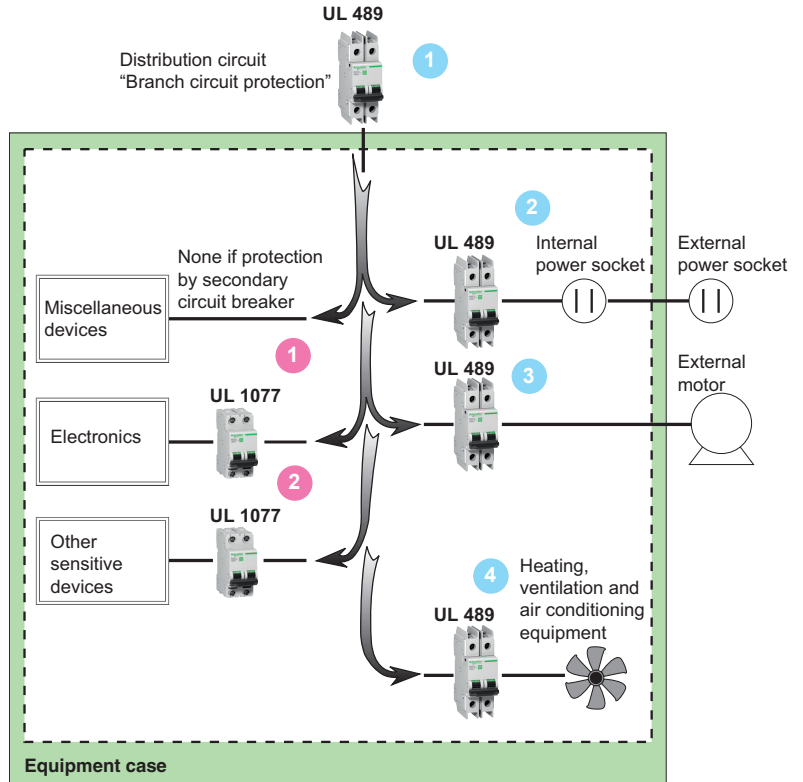 UL 489
Distribution circuit
“Branch circuit protection”
1
2
None if protection
by secondary
circuit breaker
UL 489
Internal
power socket
External
power socket
Miscellaneous
devices
1
UL 489
3
External
motor
UL 1077
Electronics
2
UL 1077
Other
sensitive
devices
4
Heating,
ventilation and
air conditioning
equipment
UL 489
Equipment case